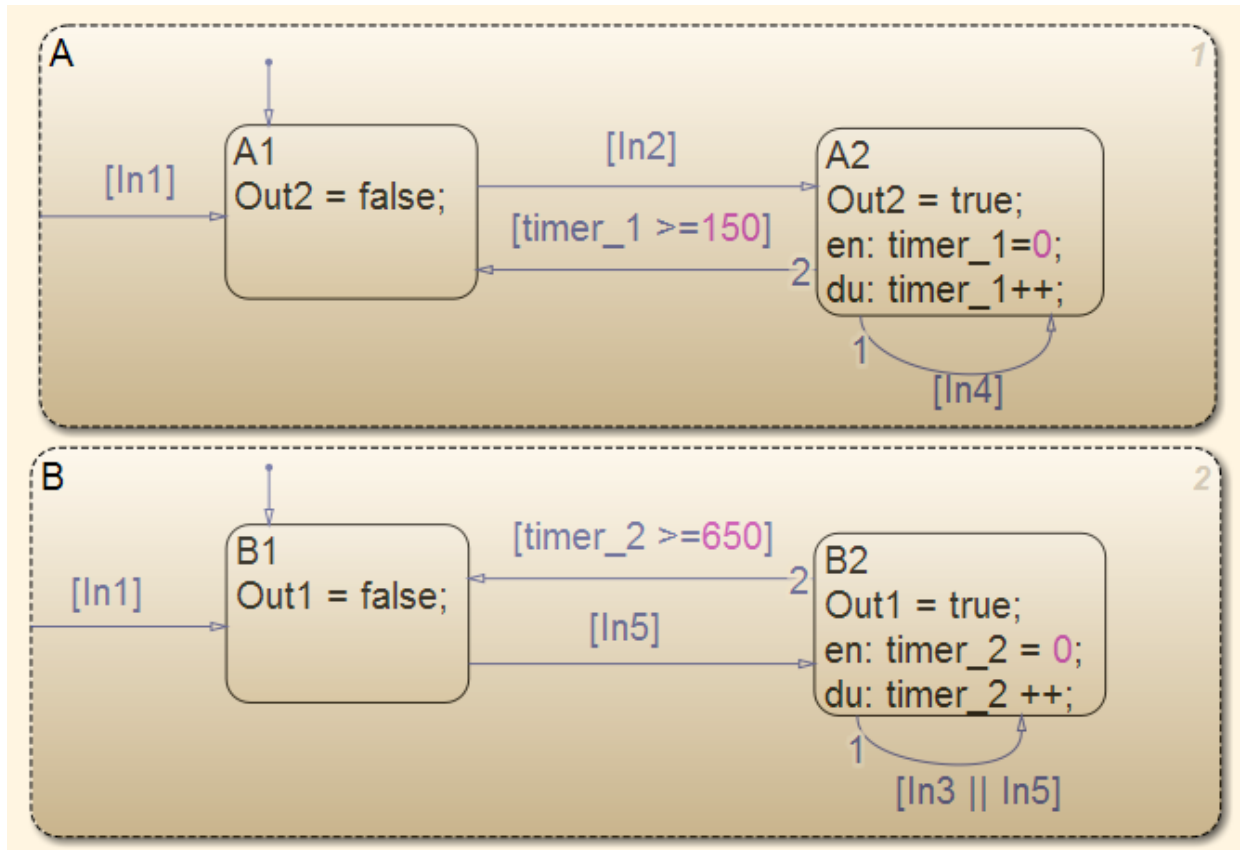 A
1
A1
Out2 = false;
[In1]
[In2]
[timer_1 >=150]
2
A2
Out2 = true;
en: timer_1=0;
du: timer_1++;
1
[In4]
B
2
B1
Out1 = false;
[In1]
[timer_2 >=650]
2
[In5]
B2
Out1 = true;
en: timer_2 = 0;
du: timer_2 ++;
1
[In3 || In5]